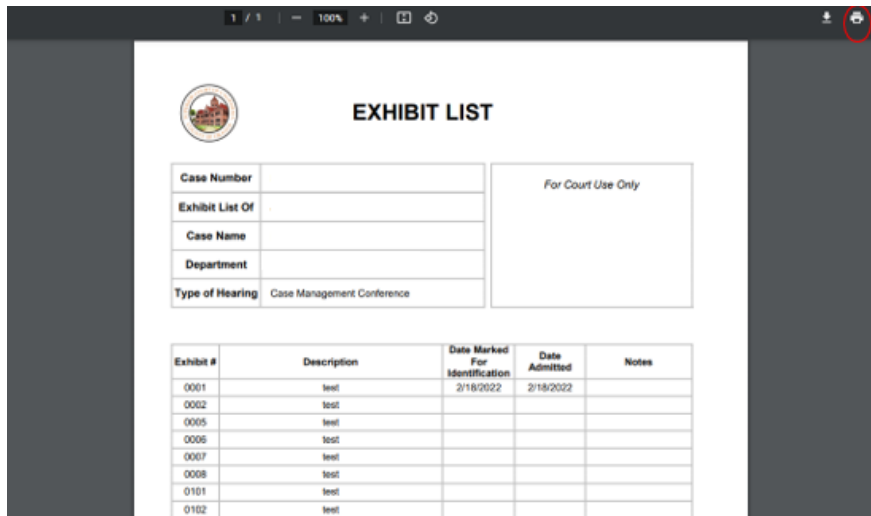 1 / 1 100%
EXHIBIT LIST
Case Number
For Court Use Only
Exhibit List Of
Case Name
Department
Type of Hearing Case Management Conference
Exhibit # Description Date Marked For Identification Date Admitted Notes
0001 test 2/18/2022 2/18/2022
0002 test
0005 test
0006 test
0007 test
0008 test
0101 test
0102 test